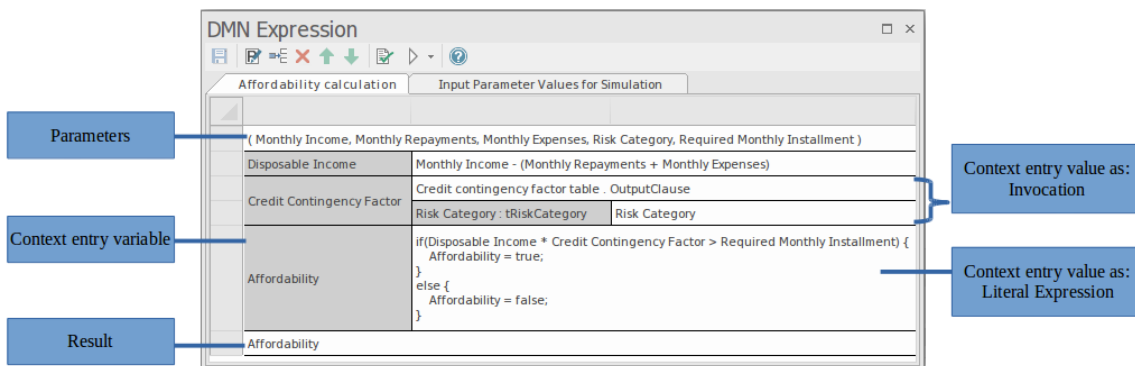 DMN Expression
Affordability calculation
Input Parameter Values for Simulation
Parameters
( Monthly Income, Monthly Repayments, Monthly Expenses, Risk Category, Required Monthly Installment )
Disposable Income
Monthly Income - (Monthly Repayments + Monthly Expenses)
Credit Contingency Factor
Credit contingency factor table . OutputClause
Risk Category : tRiskCategory
Risk Category
Context entry value as:
Invocation
Context entry variable
Affordability
if(Disposable Income * Credit Contingency Factor > Required Monthly Installment) {
Affordability = true;
}
else {
Affordability = false;
}
Context entry value as:
Literal Expression
Result
Affordability